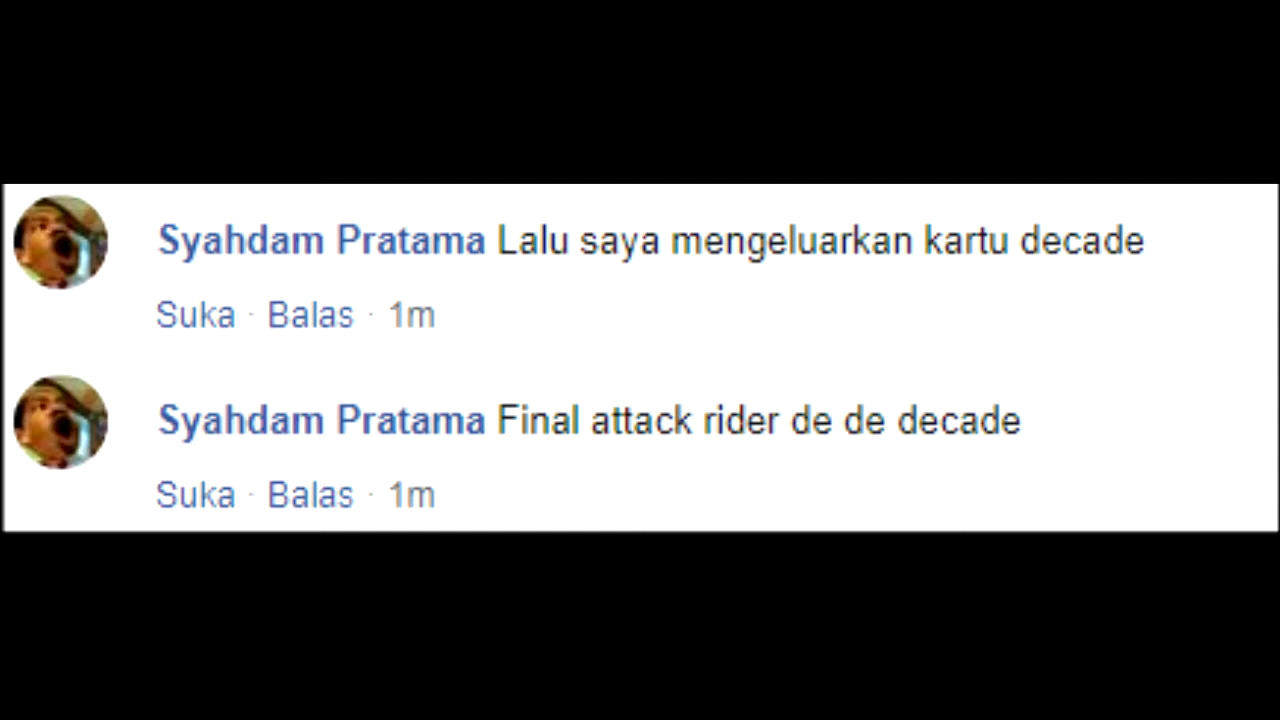 Syahdam Pratama Lalu saya mengeluarkan kartu decade
Suka · Balas · 1m
Syahdam Pratama Final attack rider de de decade
Suka · Balas · 1m